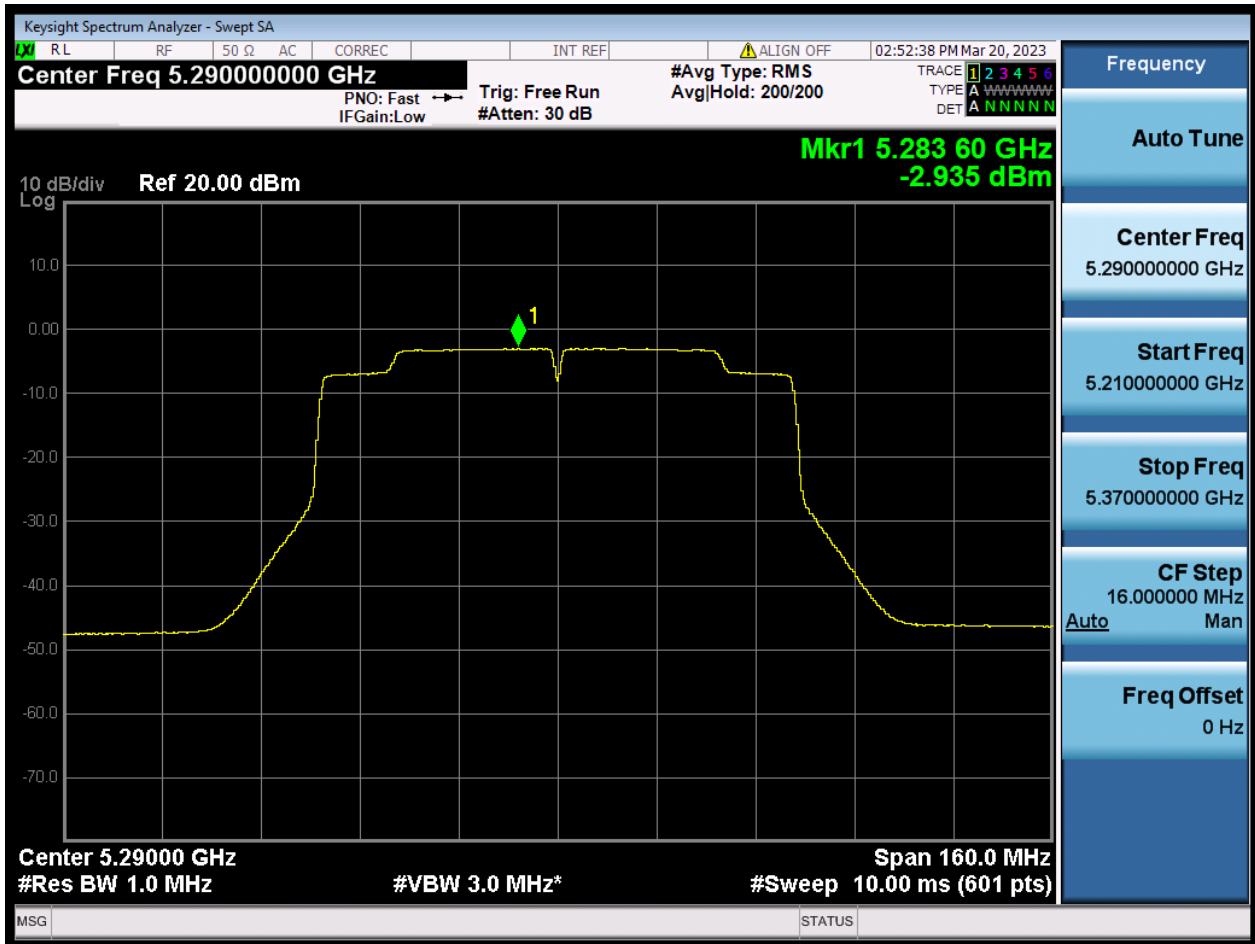 Keysight Spectrum Analyzer - Swept SA
LXI RL RF 50 Ω AC CORREC INT REF ALIGN OFF 02:52:38 PM Mar 20, 2023
Center Freq 5.290000000 GHz
PNO: Fast
IFGain:Low
Trig: Free Run
#Atten: 30 dB
#Avg Type: RMS
Avg|Hold: 200/200
TRACE 1 2 3 4 5 6
TYPE A WWWWW
DET A N N N N N
Mkr1 5.283 60 GHz
-2.935 dBm
10 dB/div Ref 20.00 dBm
Log
10.0
0.00
-10.0
-20.0
-30.0
-40.0
-50.0
-60.0
-70.0
1
Center 5.29000 GHz Span 160.0 MHz
#Res BW 1.0 MHz #VBW 3.0 MHz* #Sweep 10.00 ms (601 pts)
MSG STATUS
Frequency
Auto Tune
Center Freq
5.290000000 GHz
Start Freq
5.210000000 GHz
Stop Freq
5.370000000 GHz
CF Step
16.000000 MHz
Auto Man
Freq Offset
0 Hz